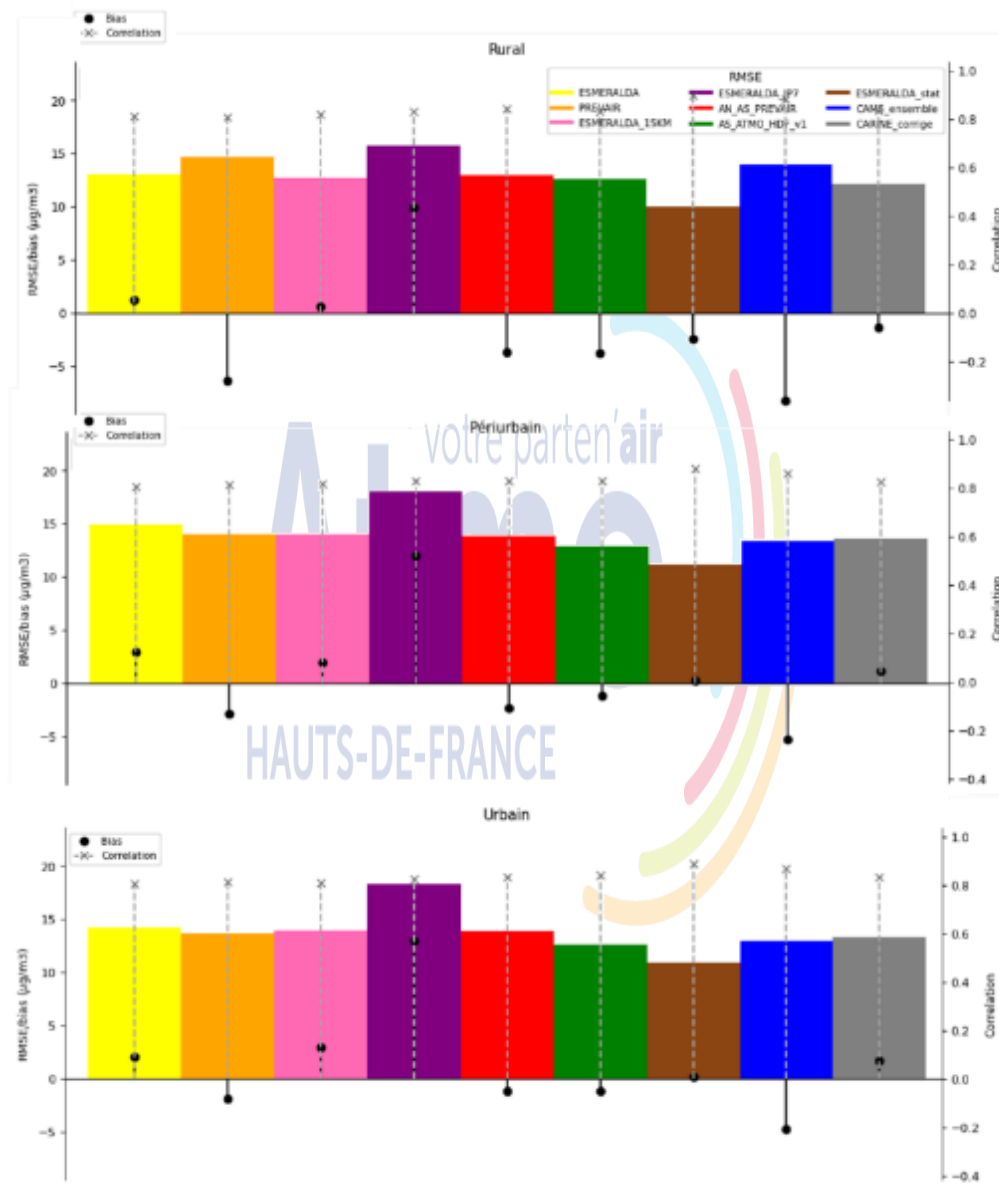 Bias
Correlation
Rural
RMSE
ESMERALDA
ESMERALDA_JP7
ESMERALDA_stat
PREVAIR
AN_AS_PREVAIR
CAMS_ensemble
ESMERALDA_15KM
AS_ATMO_HDF_v1
CARINE_corrige
20
15
10
5
0
−5
RMSE/bias (µg/m3)
1.0
0.8
0.6
0.4
0.2
0.0
−0.2
Correlation
Bias
Correlation
Périurbain
votre parten'air
Atmo
HAUTS-DE-FRANCE
20
15
10
5
0
−5
RMSE/bias (µg/m3)
1.0
0.8
0.6
0.4
0.2
0.0
−0.2
−0.4
Correlation
Urbain
Bias
Correlation
20
15
10
5
0
−5
RMSE/bias (µg/m3)
1.0
0.8
0.6
0.4
0.2
0.0
−0.2
−0.4
Correlation